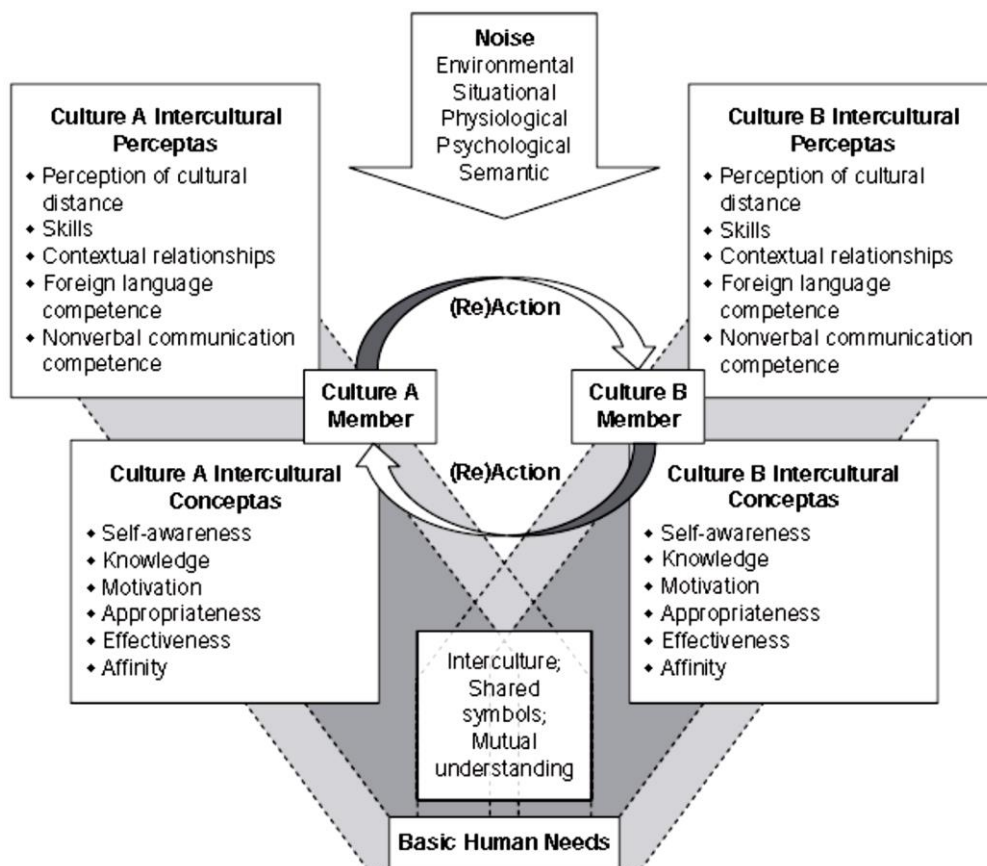 Noise
Environmental
Situational
Physiological
Psychological
Semantic
Culture A Intercultural
Perceptas
◆ Perception of cultural
distance
◆ Skills
◆ Contextual relationships
◆ Foreign language
competence
◆ Nonverbal communication
competence
Culture B Intercultural
Perceptas
◆ Perception of cultural
distance
◆ Skills
◆ Contextual relationships
◆ Foreign language
competence
◆ Nonverbal communication
competence
(Re)Action
Culture A
Member
Culture B
Member
(Re)Action
Culture A Intercultural
Conceptas
◆ Self-awareness
◆ Knowledge
◆ Motivation
◆ Appropriateness
◆ Effectiveness
◆ Affinity
Culture B Intercultural
Conceptas
◆ Self-awareness
◆ Knowledge
◆ Motivation
◆ Appropriateness
◆ Effectiveness
◆ Affinity
Interculture;
Shared
symbols;
Mutual
understanding
Basic Human Needs